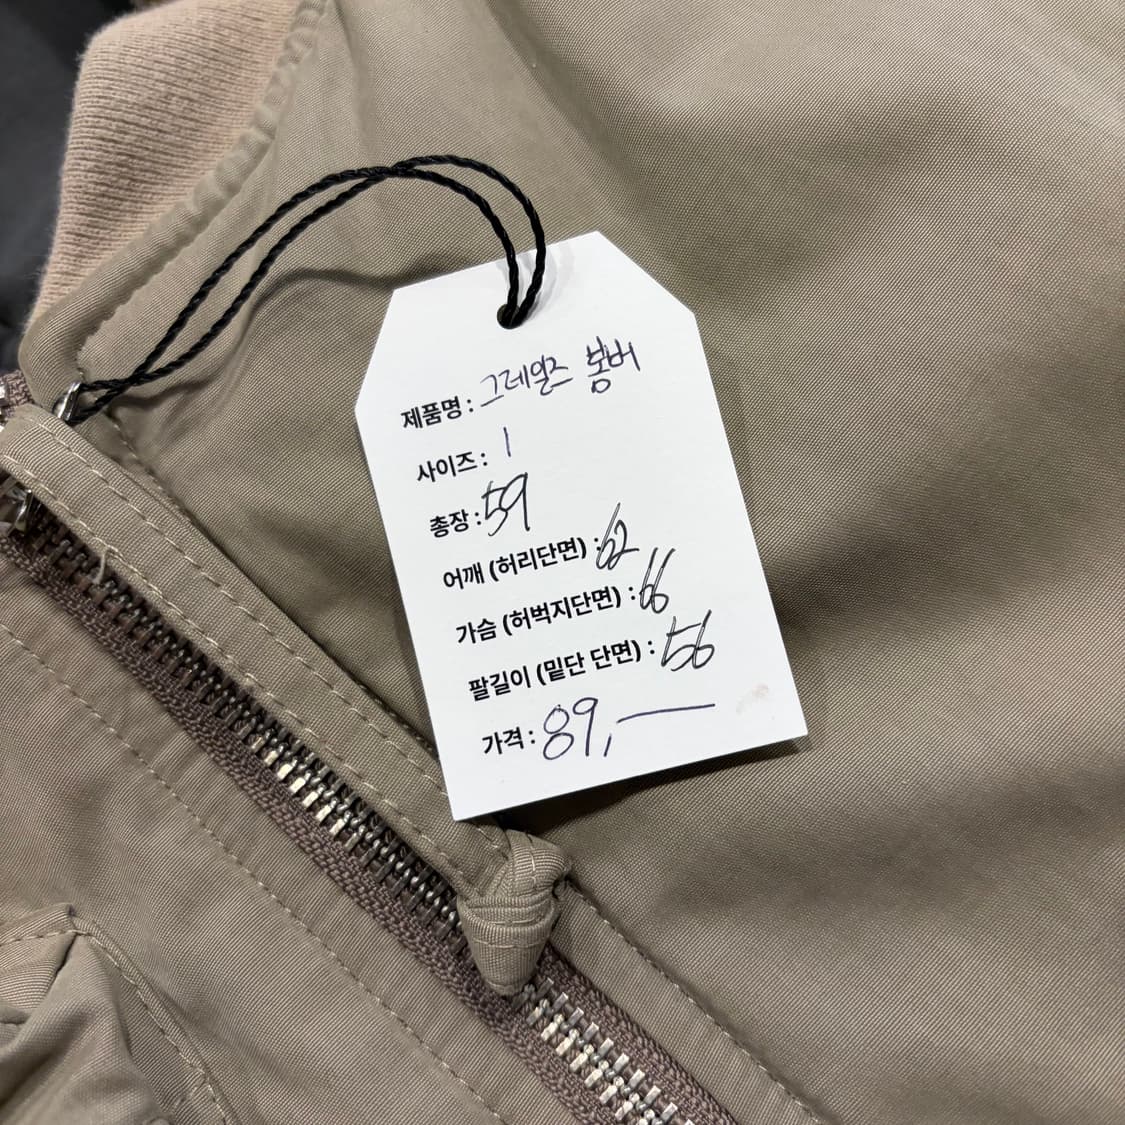 제품명 : 그레일즈 봄버
사이즈 : 1
총장 : 59
어깨 (허리단면) : 62
가슴 (허벅지단면) : 66
팔길이 (밑단 단면) : 56
가격 : 89,—